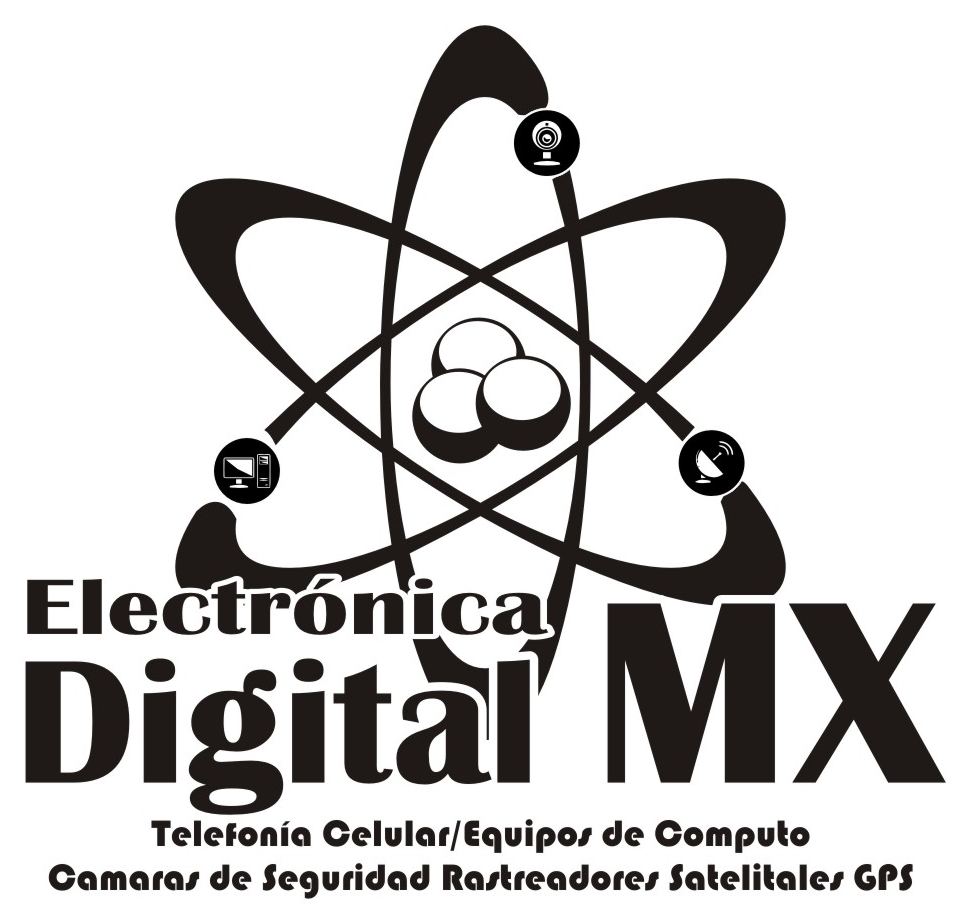 Electrónica
Digital MX
Telefonía Celular/Equipos de Computo
Camaras de Seguridad Rastreadores Satelitales GPS